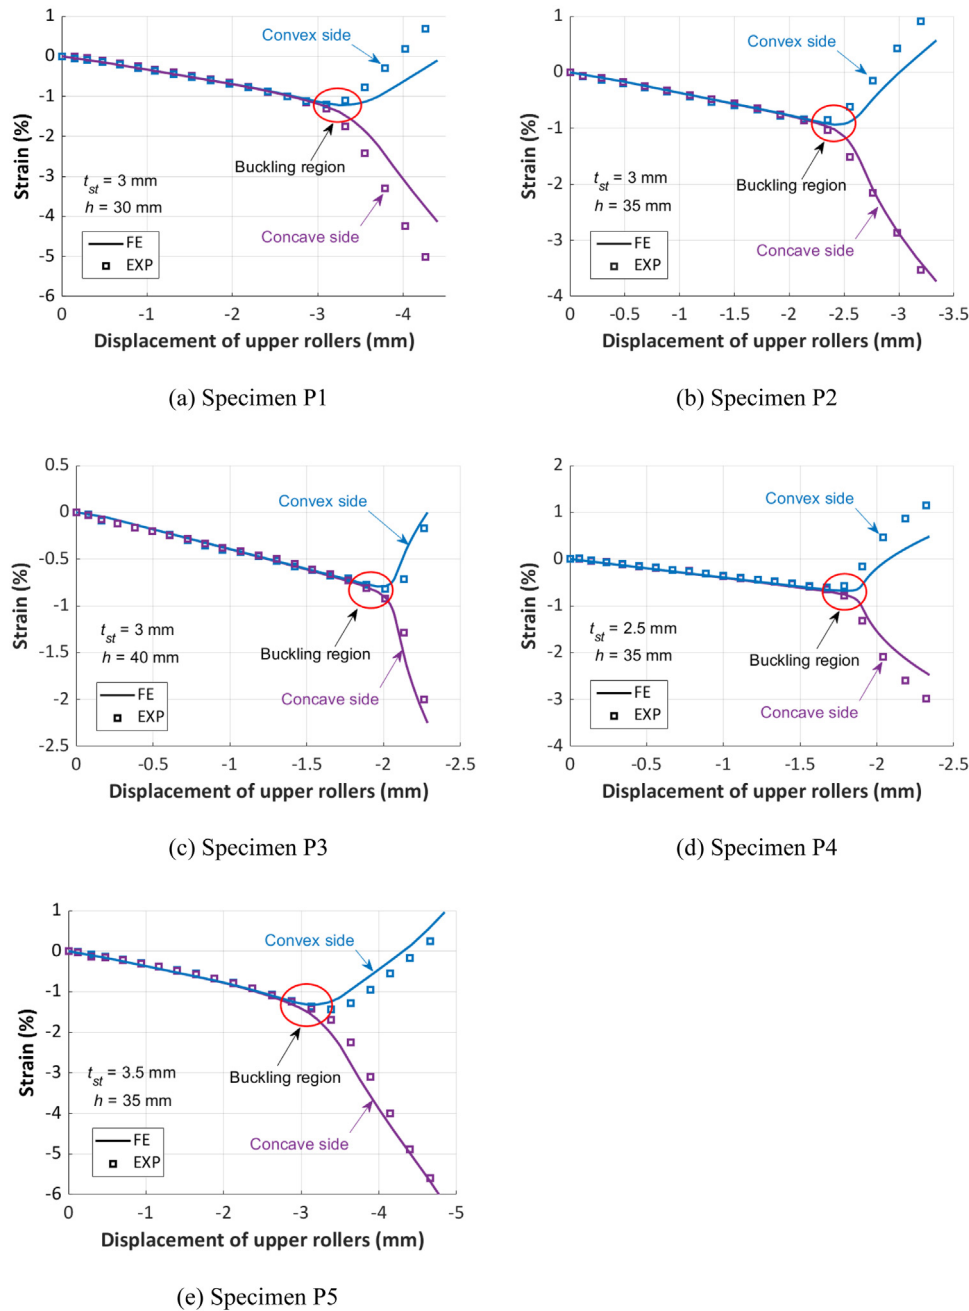 1
0
-1
-2
-3
-4
-5
-6
Strain (%)
Convex side
Buckling region
t_st = 3 mm
h = 30 mm
Concave side
FE
EXP
0 -1 -2 -3 -4
Displacement of upper rollers (mm)
(a) Specimen P1
1
0
-1
-2
-3
-4
Strain (%)
Convex side
Buckling region
t_st = 3 mm
h = 35 mm
Concave side
FE
EXP
0 -0.5 -1 -1.5 -2 -2.5 -3 -3.5
Displacement of upper rollers (mm)
(b) Specimen P2
0.5
0
-0.5
-1
-1.5
-2
-2.5
Strain (%)
Convex side
Buckling region
t_st = 3 mm
h = 40 mm
Concave side
FE
EXP
0 -0.5 -1 -1.5 -2 -2.5
Displacement of upper rollers (mm)
(c) Specimen P3
2
1
0
-1
-2
-3
-4
Strain (%)
Convex side
Buckling region
t_st = 2.5 mm
h = 35 mm
Concave side
FE
EXP
0 -0.5 -1 -1.5 -2 -2.5
Displacement of upper rollers (mm)
(d) Specimen P4
1
0
-1
-2
-3
-4
-5
-6
Strain (%)
Convex side
Buckling region
t_st = 3.5 mm
h = 35 mm
Concave side
FE
EXP
0 -1 -2 -3 -4 -5
Displacement of upper rollers (mm)
(e) Specimen P5